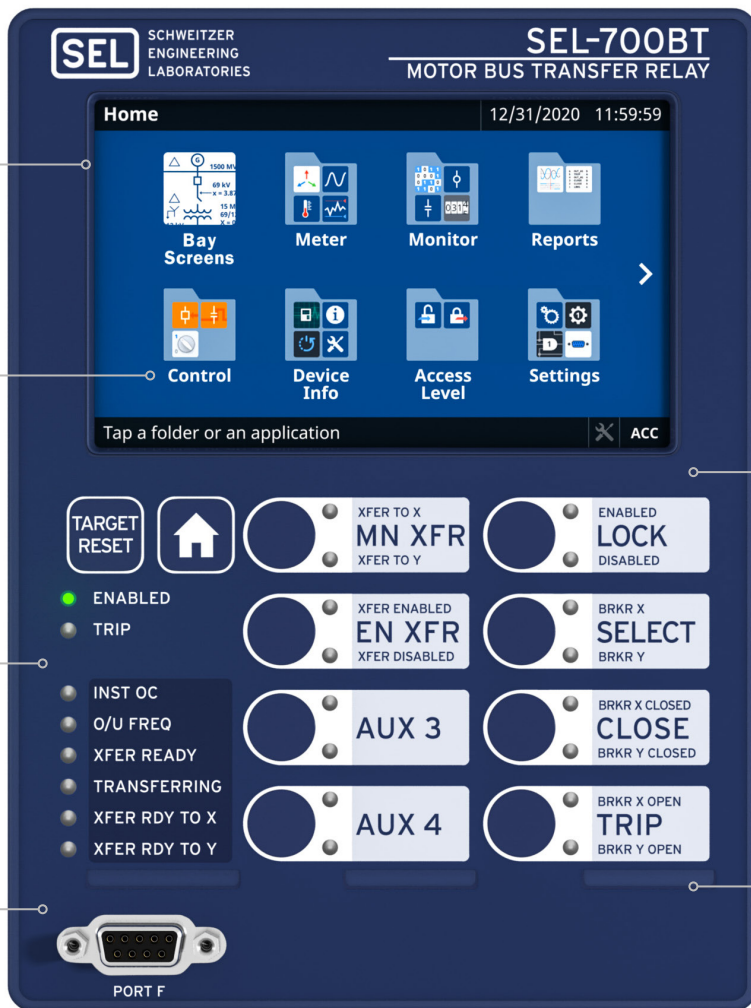 SEL
SCHWEITZER
ENGINEERING
LABORATORIES
SEL-700BT
MOTOR BUS TRANSFER RELAY
Home
12/31/2020 11:59:59
1500 MV
69 kV
Bay
Screens
Meter
Monitor
Reports
Control
Device
Info
Access
Level
Settings
Tap a folder or an application
ACC
TARGET
RESET
ENABLED
TRIP
INST OC
O/U FREQ
XFER READY
TRANSFERRING
XFER RDY TO X
XFER RDY TO Y
XFER TO X
MN XFR
XFER TO Y
ENABLED
LOCK
DISABLED
XFER ENABLED
EN XFR
XFER DISABLED
BRKR X
SELECT
BRKR Y
AUX 3
BRKR X CLOSED
CLOSE
BRKR Y CLOSED
AUX 4
BRKR X OPEN
TRIP
BRKR Y OPEN
PORT F